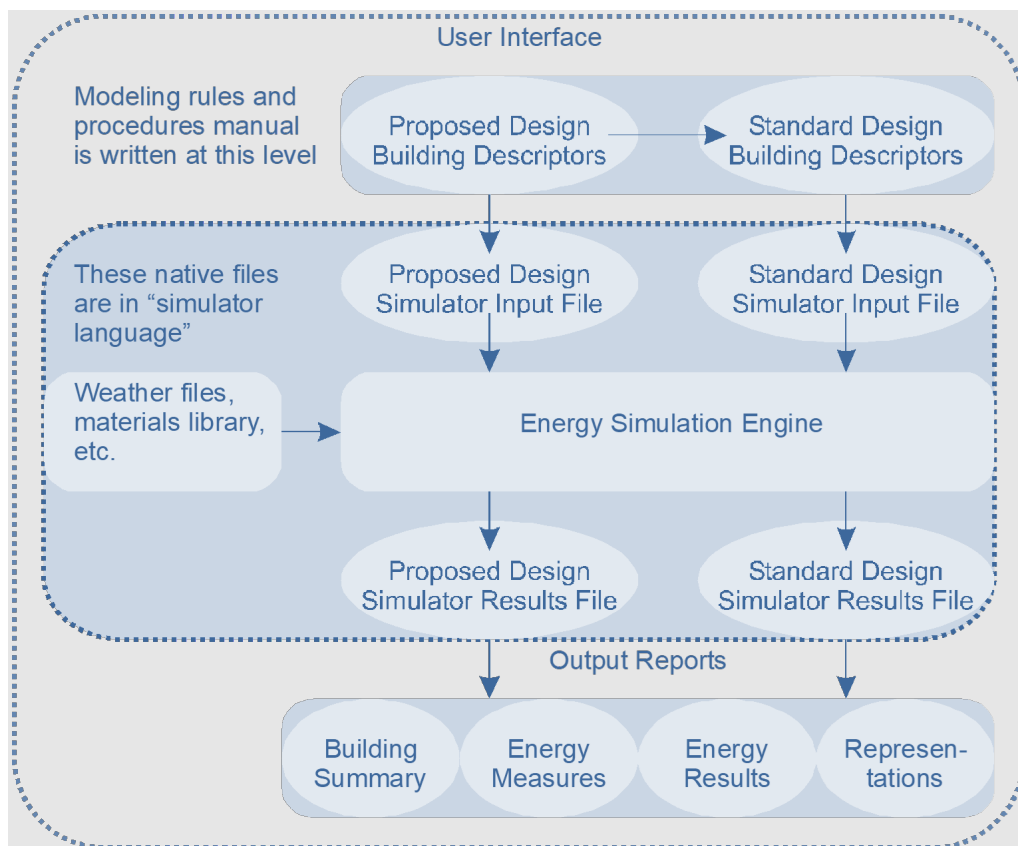 User Interface
Modeling rules and
procedures manual
is written at this level
Proposed Design
Building Descriptors
Standard Design
Building Descriptors
These native files
are in “simulator
language”
Proposed Design
Simulator Input File
Standard Design
Simulator Input File
Weather files,
materials library,
etc.
Energy Simulation Engine
Proposed Design
Simulator Results File
Standard Design
Simulator Results File
Output Reports
Building
Summary
Energy
Measures
Energy
Results
Represen-
tations